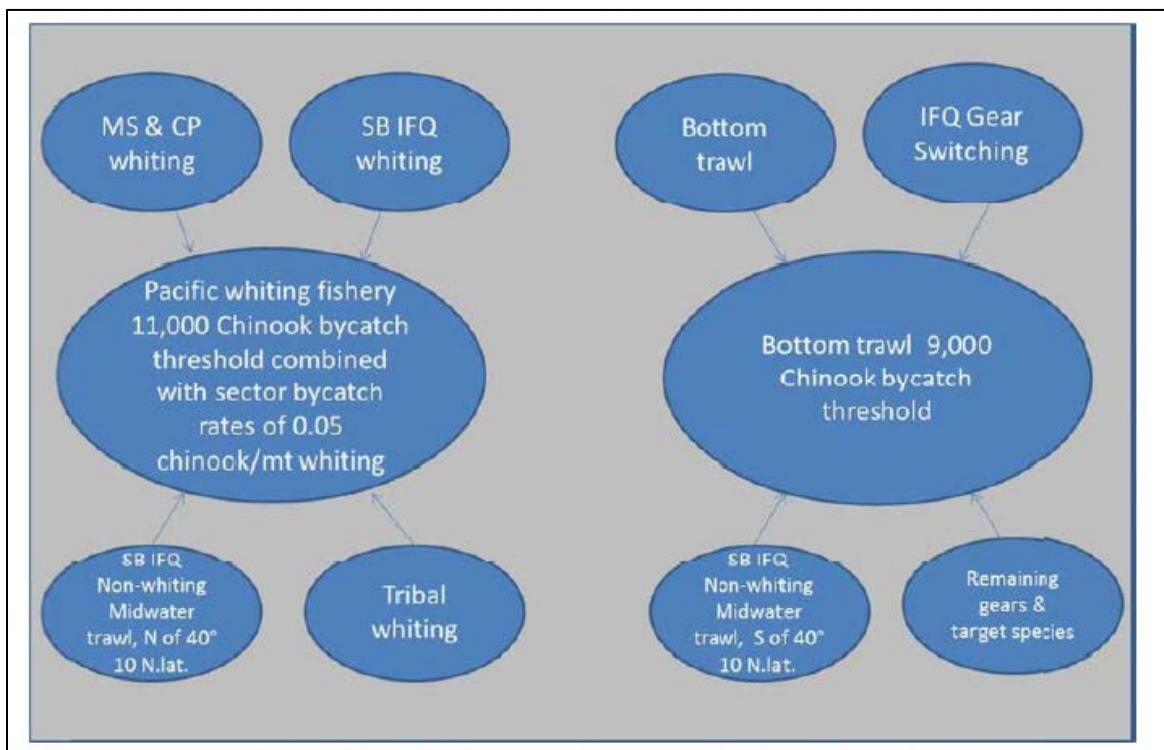 MS & CP
whiting
SB IFQ
whiting
Bottom
trawl
IFQ Gear
Switching
Pacific whiting fishery
11,000 Chinook bycatch
threshold combined
with sector bycatch
rates of 0.05
chinook/mt whiting
Bottom trawl 9,000
Chinook bycatch
threshold
SB IFQ
Non-whiting
Midwater
trawl, N of 40°
10 N.lat.
Tribal
whiting
SB IFQ
Non-whiting
Midwater
trawl, S of 40°
10 N.lat.
Remaining
gears &
target species